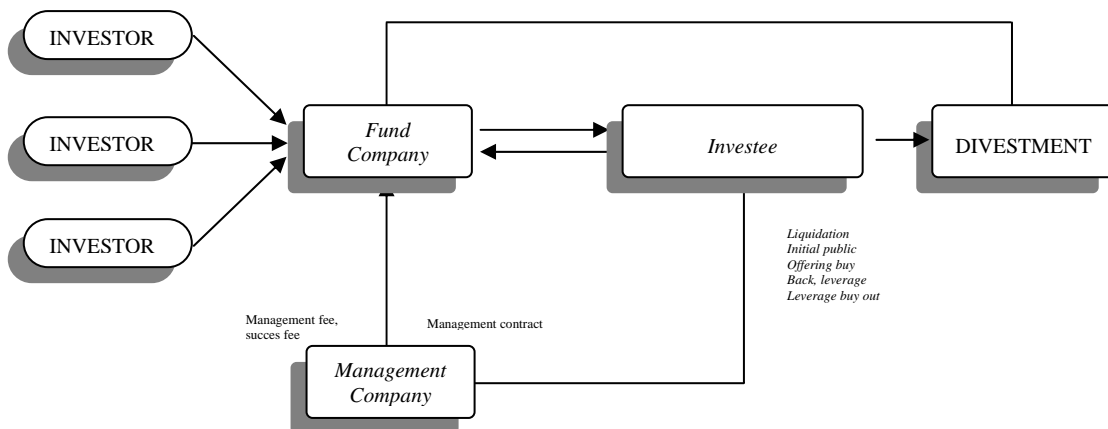 INVESTOR
INVESTOR
INVESTOR
Fund
Company
Investee
DIVESTMENT
Liquidation
Initial public
Offering buy
Back, leverage
Leverage buy out
Management fee,
succes fee
Management contract
Management
Company